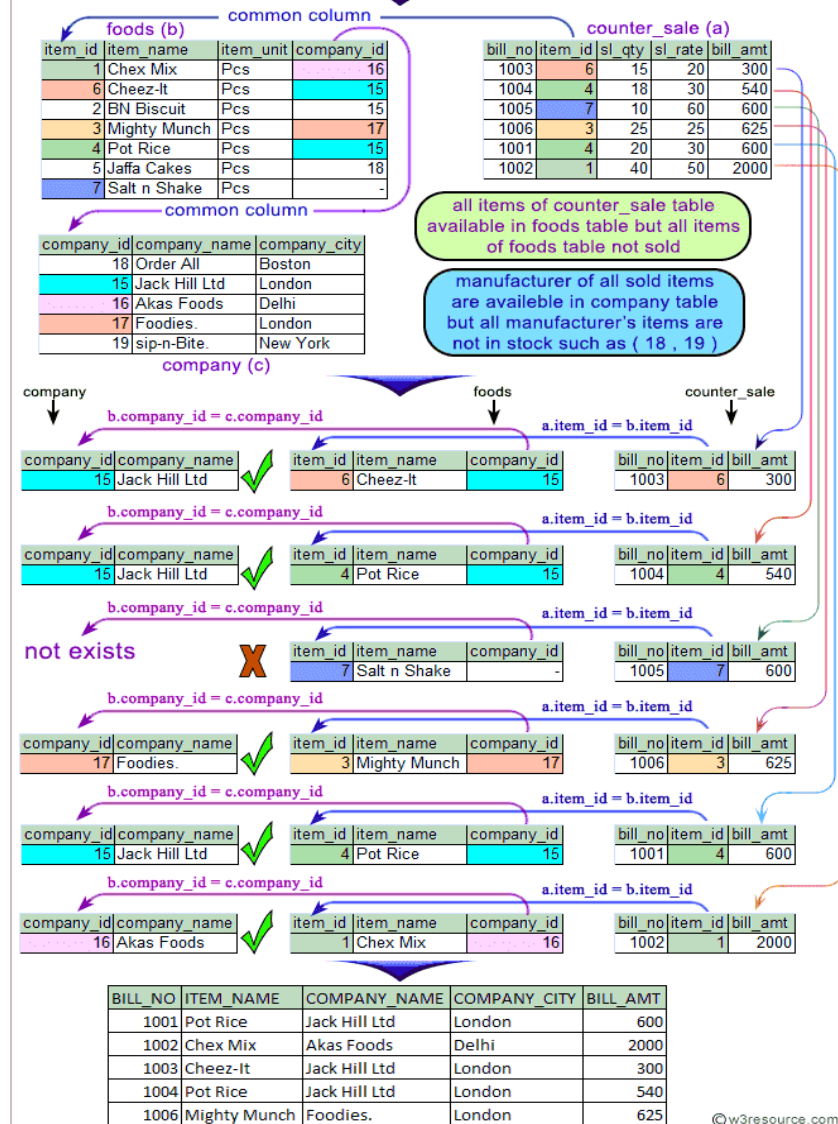 common column
foods (b)
item_id item_name item_unit company_id
1 Chex Mix Pcs 16
6 Cheez-It Pcs 15
2 BN Biscuit Pcs 15
3 Mighty Munch Pcs 17
4 Pot Rice Pcs 15
5 Jaffa Cakes Pcs 18
7 Salt n Shake Pcs -
counter_sale (a)
bill_no item_id sl_qty sl_rate bill_amt
1003 6 15 20 300
1004 4 18 30 540
1005 7 10 60 600
1006 3 25 25 625
1001 4 20 30 600
1002 1 40 50 2000
common column
company_id company_name company_city
18 Order All Boston
15 Jack Hill Ltd London
16 Akas Foods Delhi
17 Foodies. London
19 sip-n-Bite. New York
company (c)
all items of counter_sale table
available in foods table but all items
of foods table not sold
manufacturer of all sold items
are availeble in company table
but all manufacturer's items are
not in stock such as ( 18 , 19 )
company foods counter_sale
b.company_id = c.company_id a.item_id = b.item_id
company_id company_name item_id item_name company_id bill_no item_id bill_amt
15 Jack Hill Ltd 6 Cheez-It 15 1003 6 300
b.company_id = c.company_id a.item_id = b.item_id
company_id company_name item_id item_name company_id bill_no item_id bill_amt
15 Jack Hill Ltd 4 Pot Rice 15 1004 4 540
b.company_id = c.company_id a.item_id = b.item_id
not exists X item_id item_name company_id bill_no item_id bill_amt
7 Salt n Shake - 1005 7 600
b.company_id = c.company_id a.item_id = b.item_id
company_id company_name item_id item_name company_id bill_no item_id bill_amt
17 Foodies. 3 Mighty Munch 17 1006 3 625
b.company_id = c.company_id a.item_id = b.item_id
company_id company_name item_id item_name company_id bill_no item_id bill_amt
15 Jack Hill Ltd 4 Pot Rice 15 1001 4 600
b.company_id = c.company_id a.item_id = b.item_id
company_id company_name item_id item_name company_id bill_no item_id bill_amt
16 Akas Foods 1 Chex Mix 16 1002 1 2000
BILL_NO ITEM_NAME COMPANY_NAME COMPANY_CITY BILL_AMT
1001 Pot Rice Jack Hill Ltd London 600
1002 Chex Mix Akas Foods Delhi 2000
1003 Cheez-It Jack Hill Ltd London 300
1004 Pot Rice Jack Hill Ltd London 540
1006 Mighty Munch Foodies. London 625
©w3resource.com